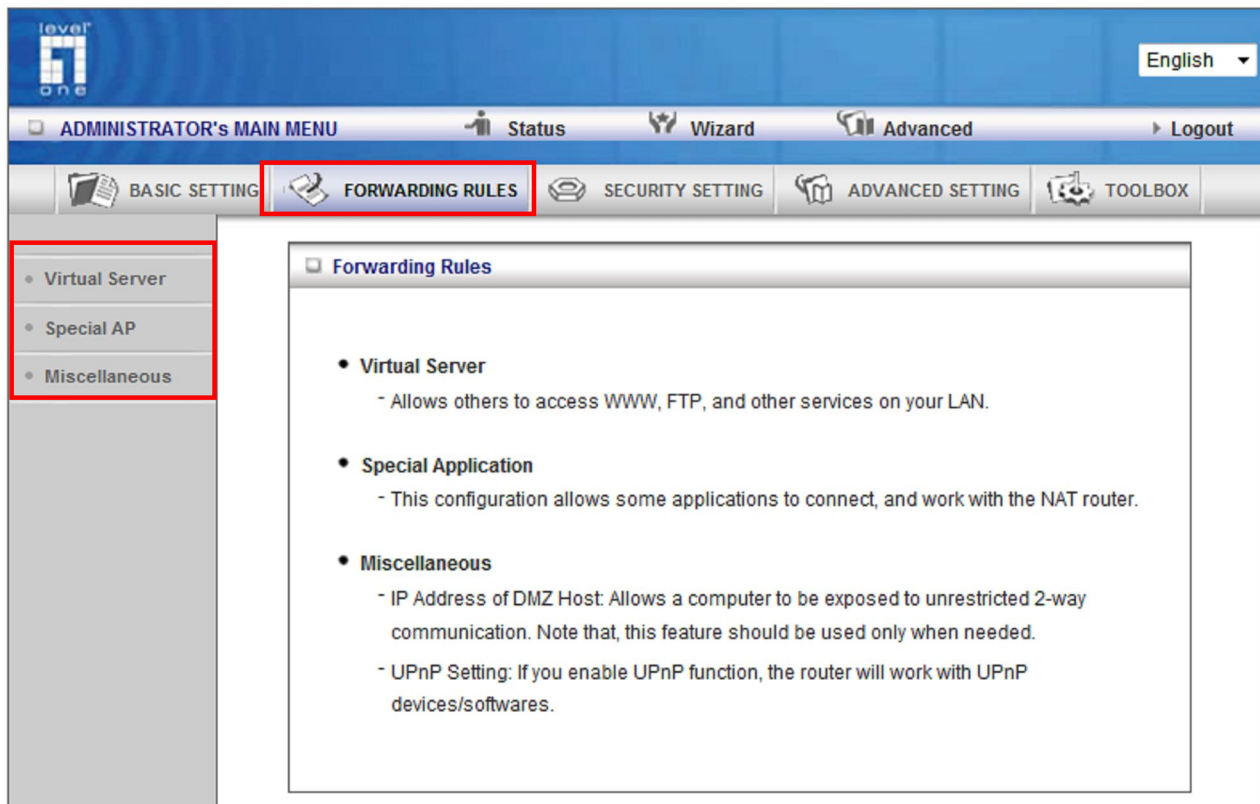 level
one
English
ADMINISTRATOR's MAIN MENU
Status
Wizard
Advanced
Logout
BASIC SETTING
FORWARDING RULES
SECURITY SETTING
ADVANCED SETTING
TOOLBOX
• Virtual Server
• Special AP
• Miscellaneous
Forwarding Rules
• Virtual Server
- Allows others to access WWW, FTP, and other services on your LAN.
• Special Application
- This configuration allows some applications to connect, and work with the NAT router.
• Miscellaneous
- IP Address of DMZ Host: Allows a computer to be exposed to unrestricted 2-way
communication. Note that, this feature should be used only when needed.
- UPnP Setting: If you enable UPnP function, the router will work with UPnP
devices/softwares.